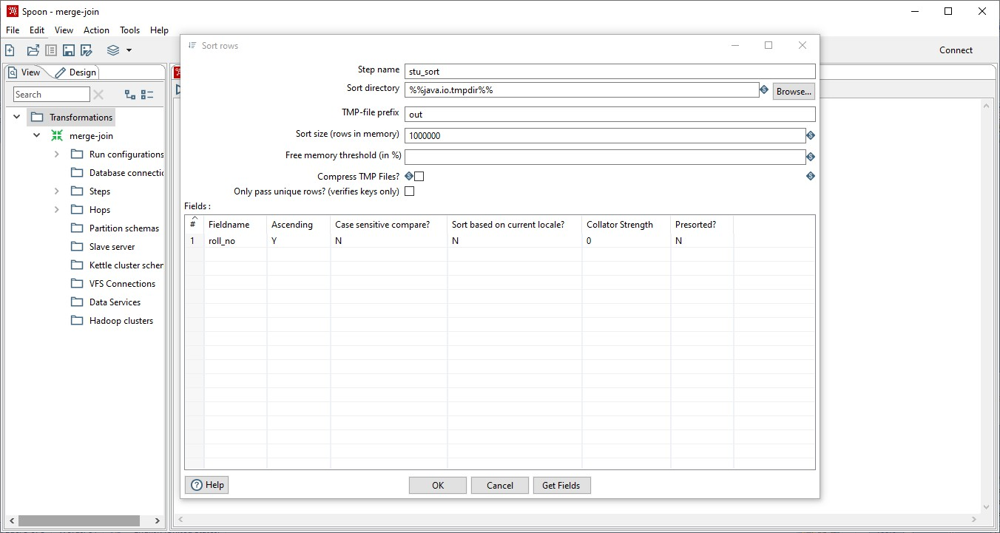 Spoon - merge-join
File Edit View Action Tools Help
Connect
View Design
Search
Transformations
merge-join
Run configurations
Database connectic
Steps
Hops
Partition schemas
Slave server
Kettle cluster scher
VFS Connections
Data Services
Hadoop clusters
Sort rows
Step name stu_sort
Sort directory %%java.io.tmpdir%% Browse...
TMP-file prefix out
Sort size (rows in memory) 1000000
Free memory threshold (in %)
Compress TMP Files?
Only pass unique rows? (verifies keys only)
Fields :
# Fieldname Ascending Case sensitive compare? Sort based on current locale? Collator Strength Presorted?
1 roll_no Y N N 0 N
Help OK Cancel Get Fields